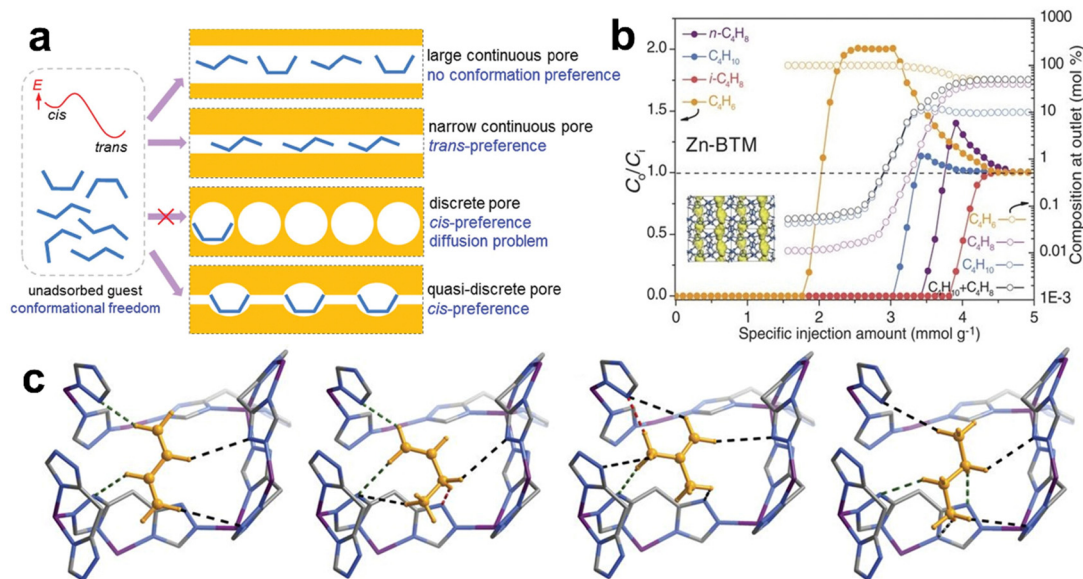 a
E
cis
trans
unadsorbed guest
conformational freedom
large continuous pore
no conformation preference
narrow continuous pore
trans-preference
discrete pore
cis-preference
diffusion problem
quasi-discrete pore
cis-preference
b
n-C₄H₈
C₄H₁₀
i-C₄H₈
C₄H₆
Zn-BTM
Cₒ/Cᵢ
2.0
1.5
1.0
0.5
0.0
0
1
2
3
4
5
Specific injection amount (mmol g⁻¹)
1000
100
10
1
0.5
0.1
0.01
1E-3
Composition at outlet (mol %)
C₄H₆
C₄H₈
C₄H₁₀
C₄H₁₀+C₄H₈
c